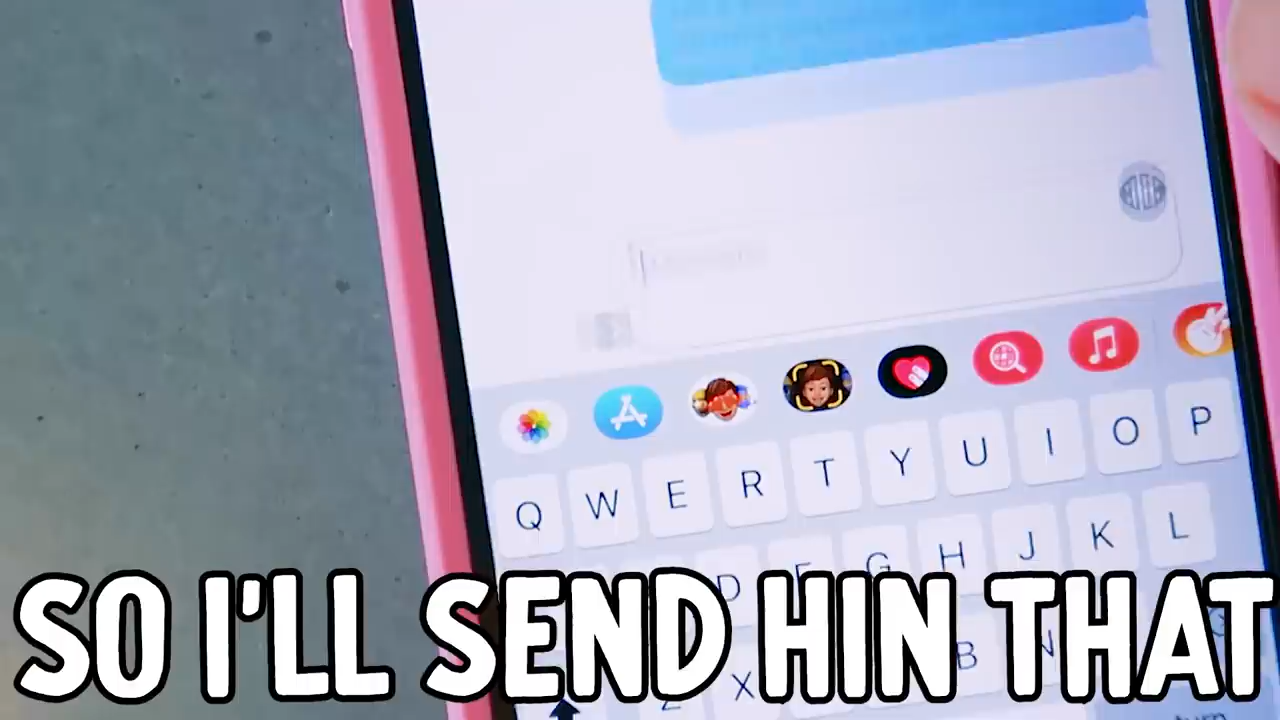 Q W E R T Y U I O P
D F G H J K L
Z X B N
SO I'LL SEND HIN THAT